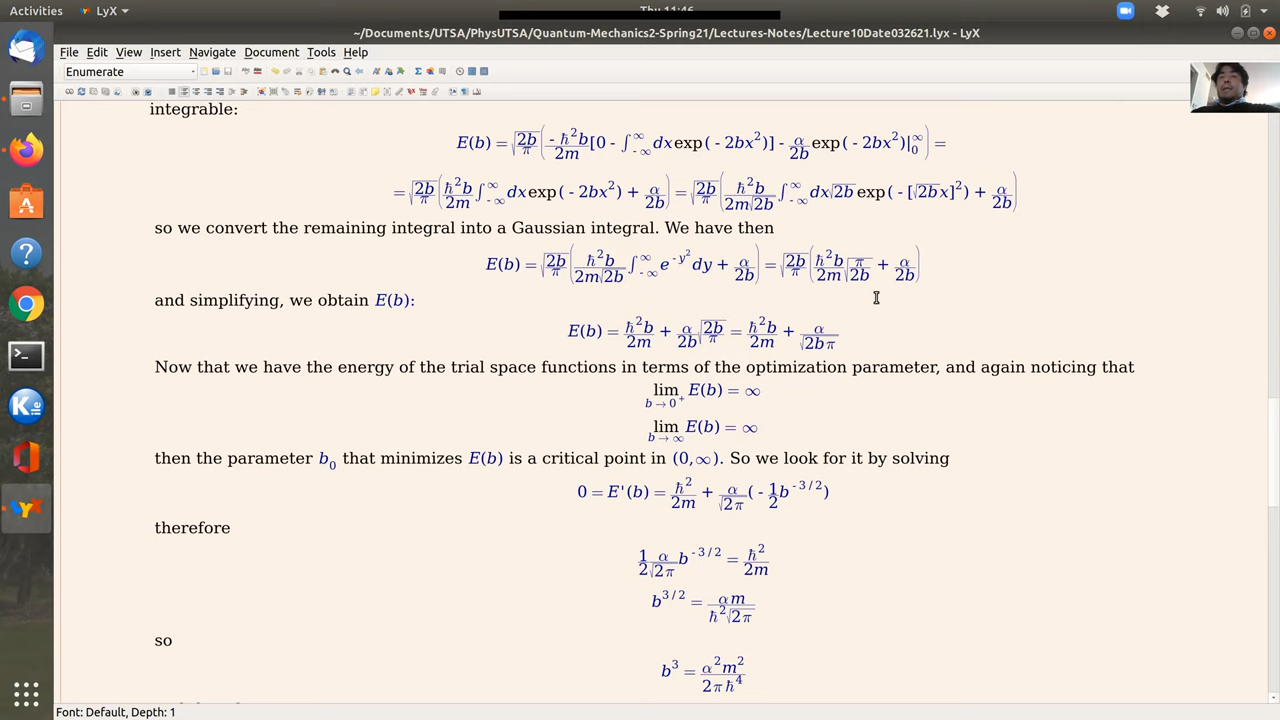 Activities LyX Thu 11:46
~/Documents/UTSA/PhysUTSA/Quantum-Mechanics2-Spring21/Lectures-Notes/Lecture10Date032621.lyx - LyX
File Edit View Insert Navigate Document Tools Help
Enumerate
integrable:
E(b) = √(2b/π) ( -ħ²b/2m [0 - ∫_{-∞}^{∞} dx exp( - 2bx²)] - α/2b exp( - 2bx²)|_0^∞ ) =
= √(2b/π) ( ħ²b/2m ∫_{-∞}^{∞} dx exp( - 2bx²) + α/2b ) = √(2b/π) ( ħ²b/2m√2b ∫_{-∞}^{∞} dx√2b exp( - [√2bx]²) + α/2b )
so we convert the remaining integral into a Gaussian integral. We have then
E(b) = √(2b/π) ( ħ²b/2m√2b ∫_{-∞}^{∞} e^{-y²} dy + α/2b ) = √(2b/π) ( ħ²b/2m √(π/2b) + α/2b )
and simplifying, we obtain E(b):
E(b) = ħ²b/2m + α/2b √(2b/π) = ħ²b/2m + α/√2bπ
Now that we have the energy of the trial space functions in terms of the optimization parameter, and again noticing that
lim_{b → 0⁺} E(b) = ∞
lim_{b → ∞} E(b) = ∞
then the parameter b₀ that minimizes E(b) is a critical point in (0,∞). So we look for it by solving
0 = E'(b) = ħ²/2m + α/√2π ( - 1/2 b^{-3/2})
therefore
1/2 α/√2π b^{-3/2} = ħ²/2m
b^{3/2} = αm/ħ²√2π
so
b³ = α²m²/2πħ⁴
Font: Default, Depth: 1